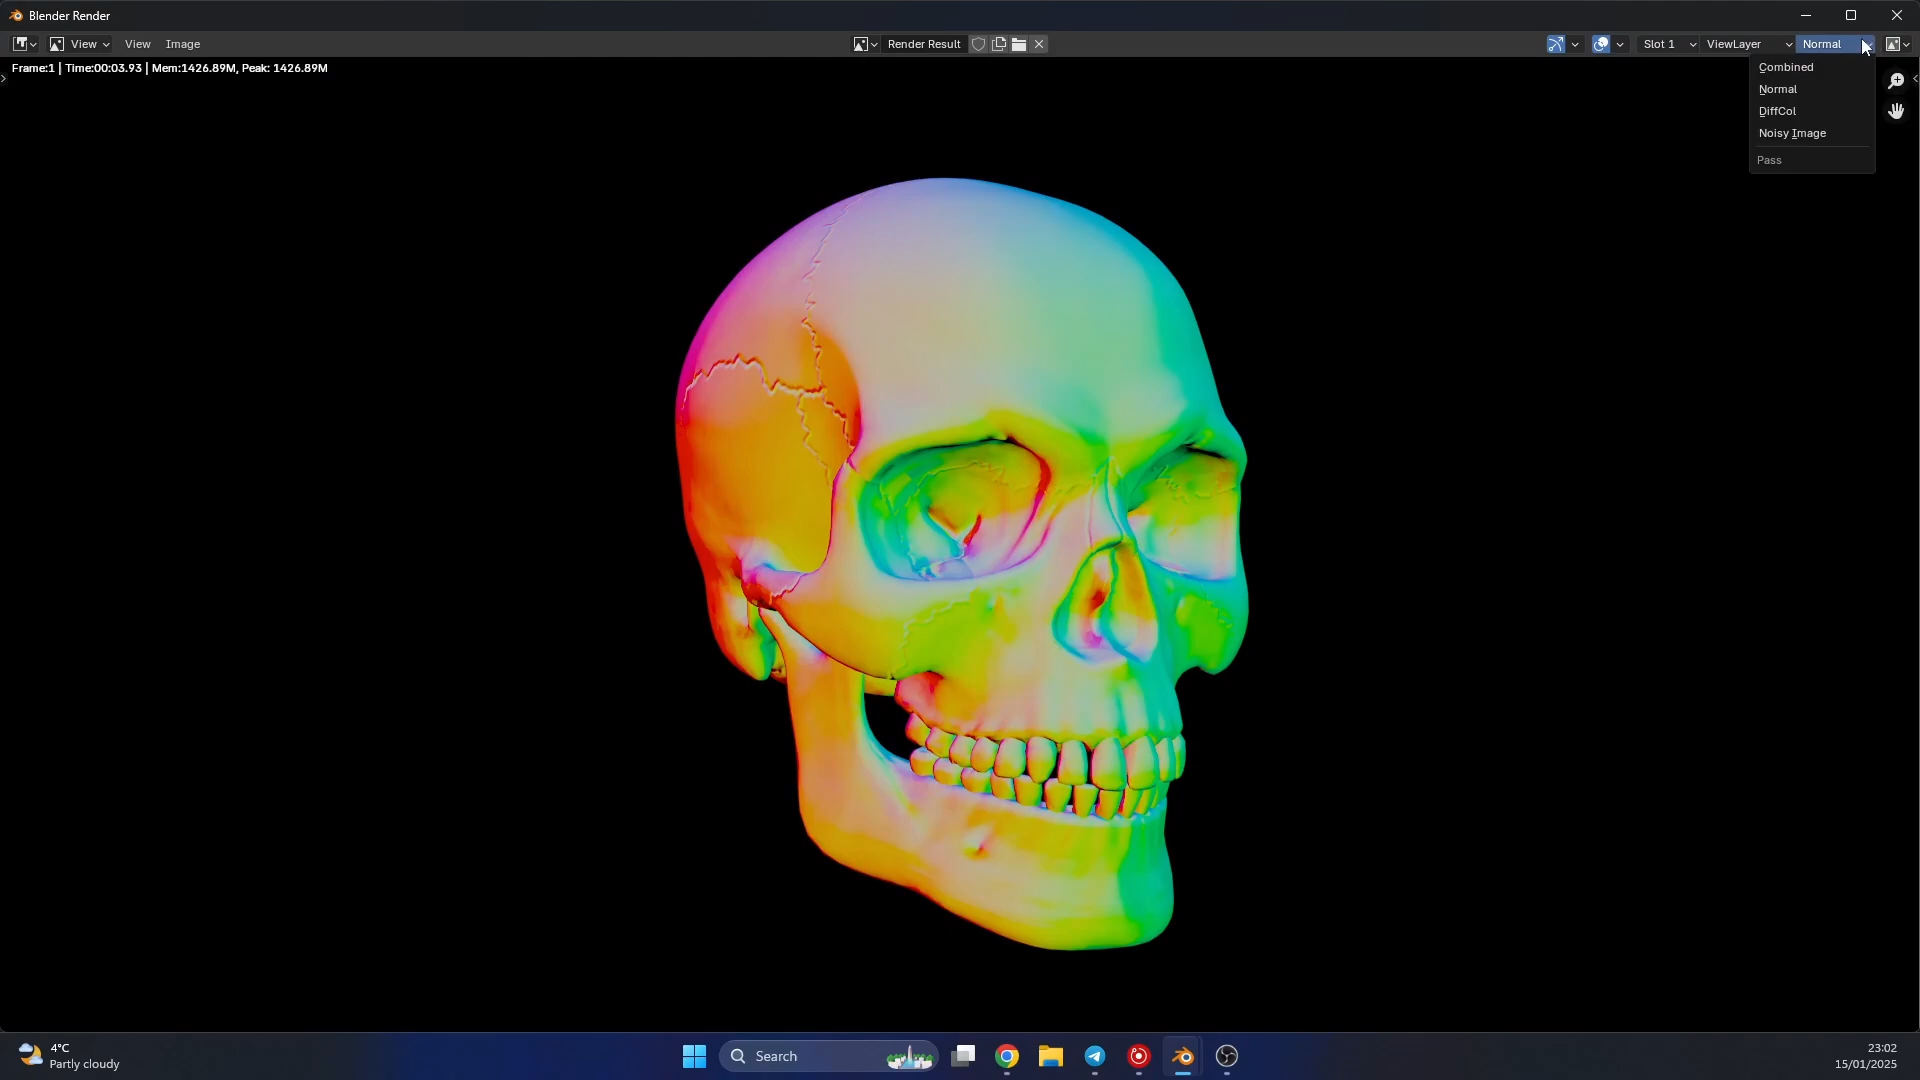 Blender Render
View
View
Image
Render Result
Slot 1
ViewLayer
Normal
Frame:1 | Time:00:03.93 | Mem:1426.89M, Peak: 1426.89M
Combined
Normal
DiffCol
Noisy Image
Pass
4°C
Partly cloudy
Search
23:02
15/01/2025